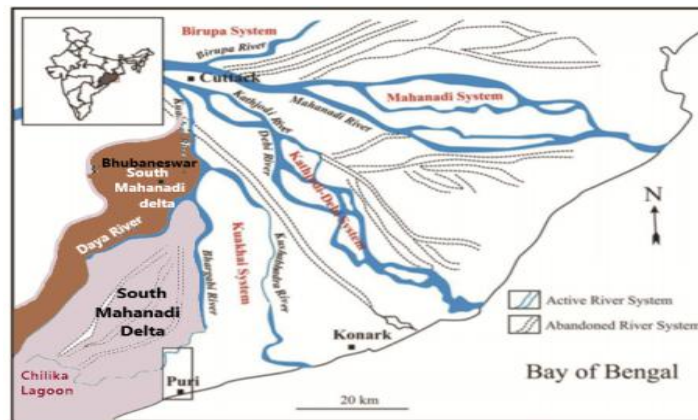 Birupa System
Birupa River
Cuttack
Kathjodi River
Mahanadi River
Mahanadi System
Debi River
Kathjodi-Debi System
Bhubaneswar
South
Mahanadi
delta
Daya River
Kuakhai System
Kushabhadra River
Bhargabi River
South
Mahanadi
Delta
N
Active River System
Abandoned River System
Konark
Chilika
Lagoon
Puri
20 km
Bay of Bengal